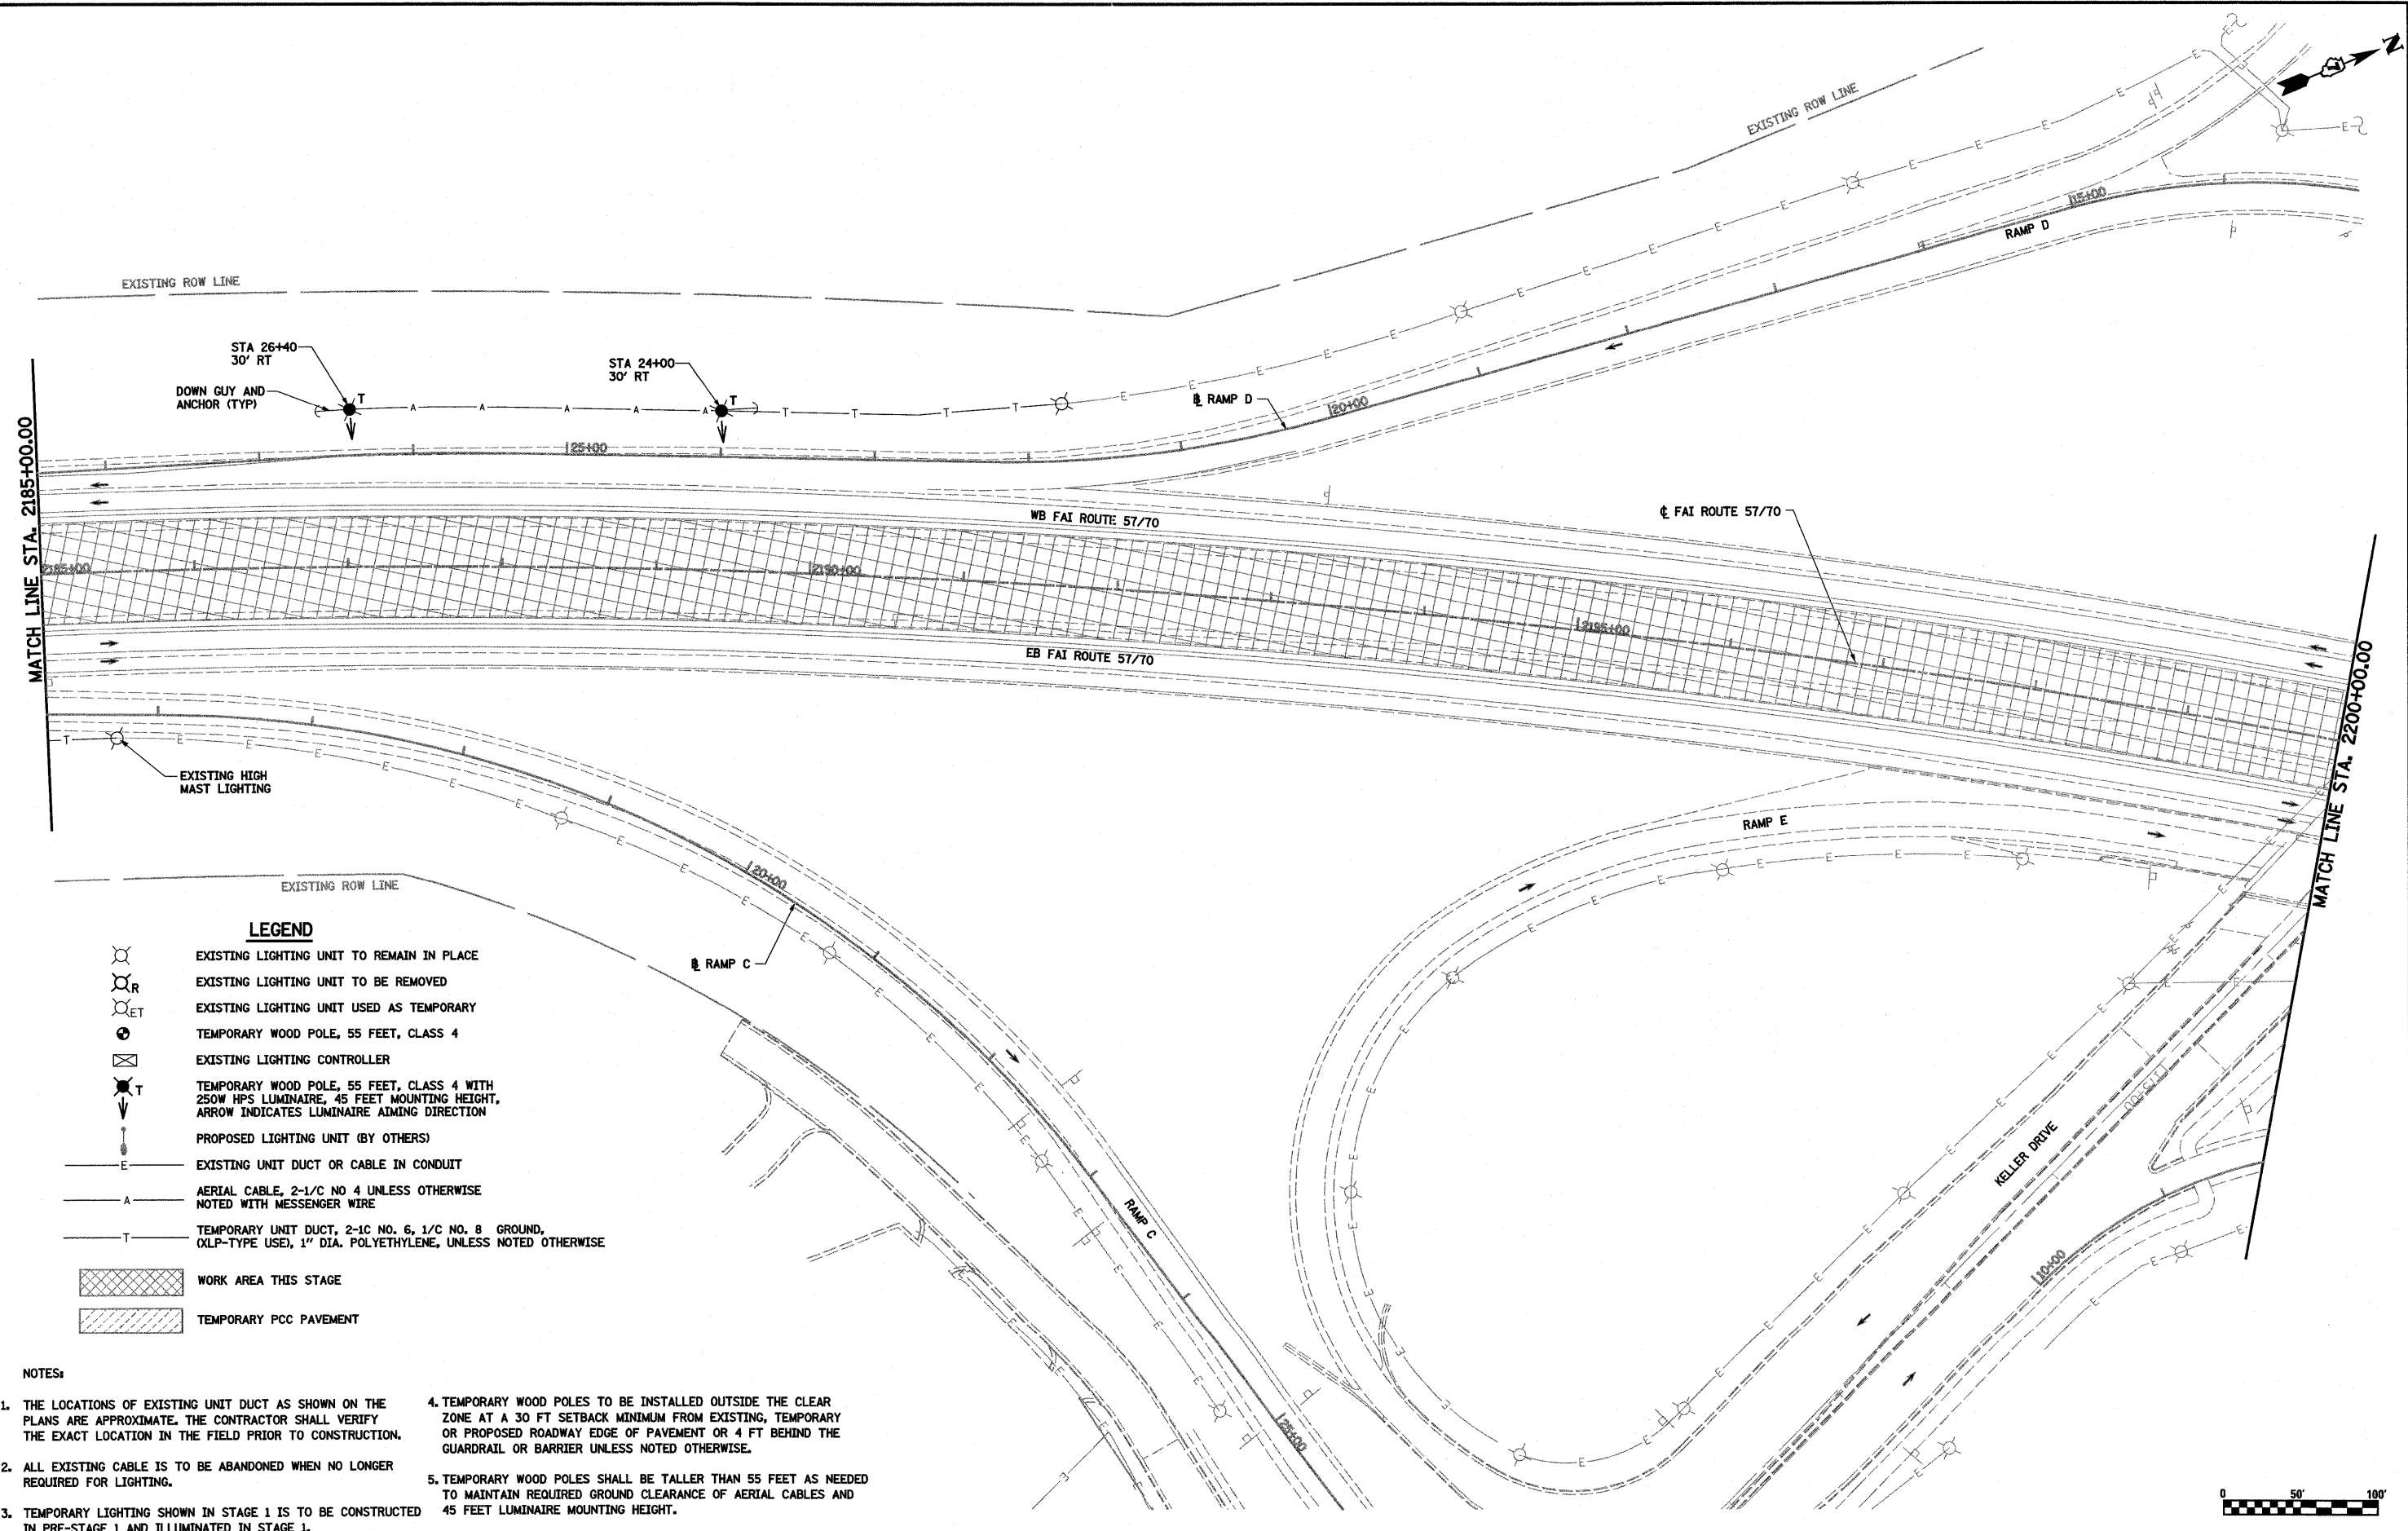 N
EXISTING ROW LINE
EXISTING ROW LINE
15+00
RAMP D
STA 26+40
30' RT
STA 24+00
30' RT
DOWN GUY AND
ANCHOR (TYP)
T
A A A A A
T
T T T T
E E E E E E E E E E E E E E
℄ RAMP D
20+00
25+00
MATCH LINE STA. 2185+00.00
2185+00
WB FAI ROUTE 57/70
℄ FAI ROUTE 57/70
2190+00
2195+00
EB FAI ROUTE 57/70
MATCH LINE STA. 2200+00.00
T
EXISTING HIGH
MAST LIGHTING
RAMP E
EXISTING ROW LINE
20+00
℄ RAMP C
RAMP C
25+00
KELLER DRIVE
175+00
10+00
LEGEND
EXISTING LIGHTING UNIT TO REMAIN IN PLACE
R EXISTING LIGHTING UNIT TO BE REMOVED
ET EXISTING LIGHTING UNIT USED AS TEMPORARY
TEMPORARY WOOD POLE, 55 FEET, CLASS 4
EXISTING LIGHTING CONTROLLER
T TEMPORARY WOOD POLE, 55 FEET, CLASS 4 WITH
250W HPS LUMINAIRE, 45 FEET MOUNTING HEIGHT,
ARROW INDICATES LUMINAIRE AIMING DIRECTION
PROPOSED LIGHTING UNIT (BY OTHERS)
E EXISTING UNIT DUCT OR CABLE IN CONDUIT
A AERIAL CABLE, 2-1/C NO 4 UNLESS OTHERWISE
NOTED WITH MESSENGER WIRE
T TEMPORARY UNIT DUCT, 2-1C NO. 6, 1/C NO. 8 GROUND,
(XLP-TYPE USE), 1" DIA. POLYETHYLENE, UNLESS NOTED OTHERWISE
WORK AREA THIS STAGE
TEMPORARY PCC PAVEMENT
NOTES:
1. THE LOCATIONS OF EXISTING UNIT DUCT AS SHOWN ON THE
PLANS ARE APPROXIMATE. THE CONTRACTOR SHALL VERIFY
THE EXACT LOCATION IN THE FIELD PRIOR TO CONSTRUCTION.
2. ALL EXISTING CABLE IS TO BE ABANDONED WHEN NO LONGER
REQUIRED FOR LIGHTING.
3. TEMPORARY LIGHTING SHOWN IN STAGE 1 IS TO BE CONSTRUCTED
IN PRE-STAGE 1 AND ILLUMINATED IN STAGE 1.
4. TEMPORARY WOOD POLES TO BE INSTALLED OUTSIDE THE CLEAR
ZONE AT A 30 FT SETBACK MINIMUM FROM EXISTING, TEMPORARY
OR PROPOSED ROADWAY EDGE OF PAVEMENT OR 4 FT BEHIND THE
GUARDRAIL OR BARRIER UNLESS NOTED OTHERWISE.
5. TEMPORARY WOOD POLES SHALL BE TALLER THAN 55 FEET AS NEEDED
TO MAINTAIN REQUIRED GROUND CLEARANCE OF AERIAL CABLES AND
45 FEET LUMINAIRE MOUNTING HEIGHT.
0 50' 100'